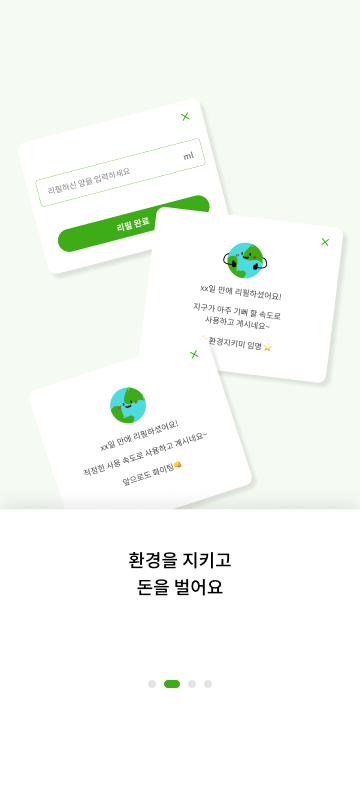 리필하신 양을 입력하세요
ml
리필 완료
xx일 만에 리필하셨어요!
지구가 아주 기뻐 할 속도로
사용하고 계시네요~
환경지키미 임명
xx일 만에 리필하셨어요!
적정한 사용 속도로 사용하고 계시네요~
앞으로도 화이팅
환경을 지키고
돈을 벌어요